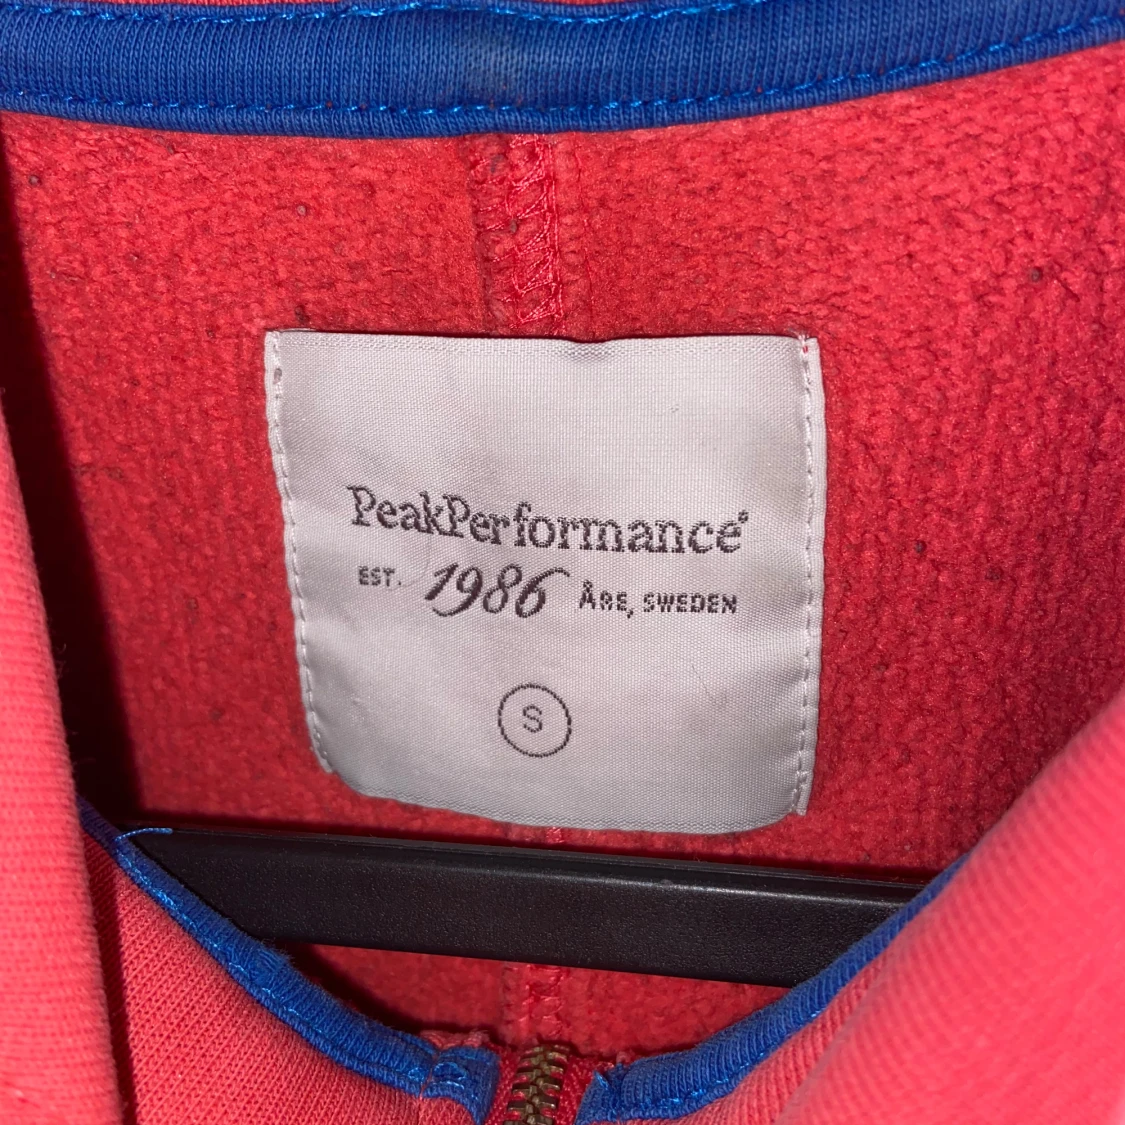 PeakPerformance®
EST. 1986 ÅRE, SWEDEN
S